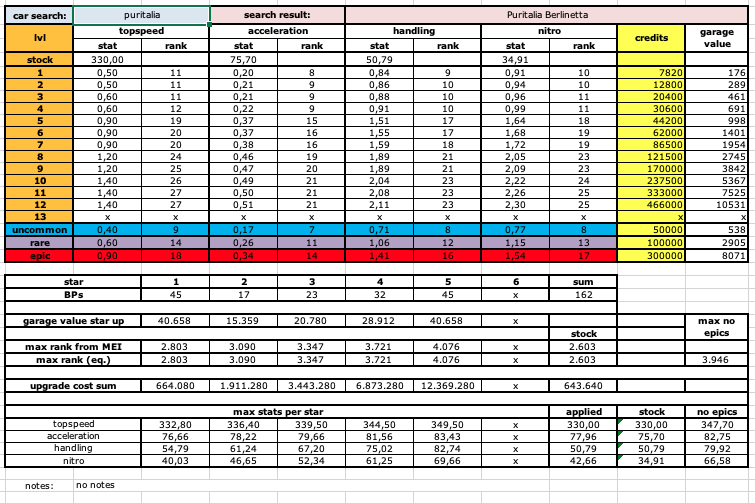 car search: puritalia search result: Puritalia Berlinetta
lvl topspeed acceleration handling nitro credits garage value
stat rank stat rank stat rank stat rank
stock 330,00 75,70 50,79 34,91
1 0,50 11 0,20 8 0,84 9 0,91 10 7820 176
2 0,50 11 0,21 9 0,86 10 0,94 10 12800 289
3 0,60 11 0,21 9 0,88 10 0,96 11 20400 461
4 0,60 12 0,22 9 0,91 10 0,99 11 30600 691
5 0,90 19 0,37 15 1,51 17 1,64 18 44200 998
6 0,90 20 0,37 16 1,55 17 1,68 19 62000 1401
7 0,90 20 0,38 16 1,59 18 1,72 19 86500 1954
8 1,20 24 0,46 19 1,89 21 2,05 23 121500 2745
9 1,20 25 0,47 20 1,89 21 2,09 23 170000 3842
10 1,40 26 0,49 21 2,04 23 2,22 24 237500 5367
11 1,40 27 0,50 21 2,08 23 2,26 25 333000 7525
12 1,40 27 0,51 21 2,11 23 2,30 25 466000 10531
13 x x x x x x x x x x
uncommon 0,40 9 0,17 7 0,71 8 0,77 8 50000 538
rare 0,60 14 0,26 11 1,06 12 1,15 13 100000 2905
epic 0,90 18 0,34 14 1,41 16 1,54 17 300000 8071
star 1 2 3 4 5 6 sum
BPs 45 17 23 32 45 x 162
garage value star up 40.658 15.359 20.780 28.912 40.658 x max no epics
stock
max rank from MEI 2.803 3.090 3.347 3.721 4.076 x 2.603
max rank (eq.) 2.803 3.090 3.347 3.721 4.076 x 2.603 3.946
upgrade cost sum 664.080 1.911.280 3.443.280 6.873.280 12.369.280 x 643.640
max stats per star applied stock no epics
topspeed 332,80 336,40 339,50 344,50 349,50 x 330,00 330,00 347,70
acceleration 76,66 78,22 79,66 81,56 83,43 x 77,96 75,70 82,75
handling 54,79 61,24 67,20 75,02 82,74 x 50,79 50,79 79,92
nitro 40,03 46,65 52,34 61,25 69,66 x 42,66 34,91 66,58
notes: no notes